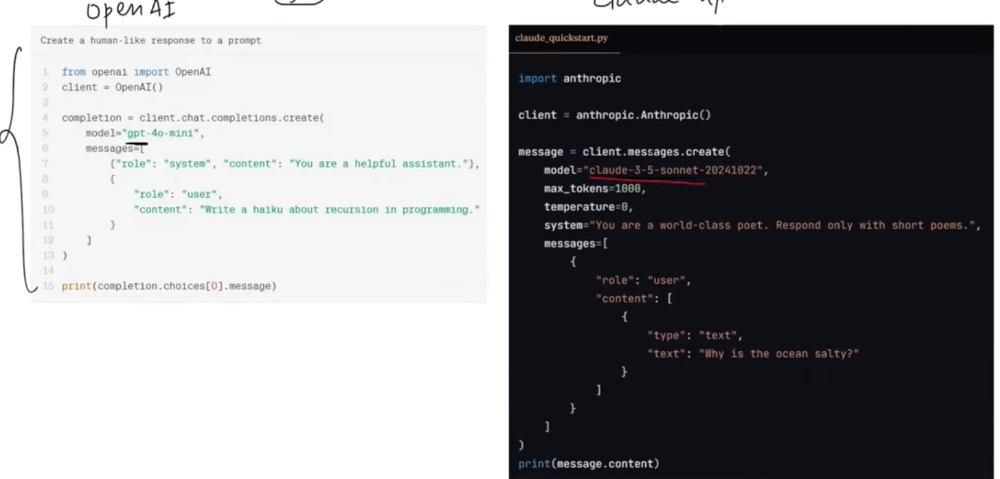 OpenAI
Create a human-like response to a prompt
1 from openai import OpenAI
2 client = OpenAI()
3
4 completion = client.chat.completions.create(
5 model="gpt-4o-mini",
6 messages=[
7 {"role": "system", "content": "You are a helpful assistant."},
8 {
9 "role": "user",
10 "content": "Write a haiku about recursion in programming."
11 }
12 ]
13 )
14
15 print(completion.choices[0].message)
Claude
claude_quickstart.py
import anthropic
client = anthropic.Anthropic()
message = client.messages.create(
model="claude-3-5-sonnet-20241022",
max_tokens=1000,
temperature=0,
system="You are a world-class poet. Respond only with short poems.",
messages=[
{
"role": "user",
"content": [
{
"type": "text",
"text": "Why is the ocean salty?"
}
]
}
]
)
print(message.content)